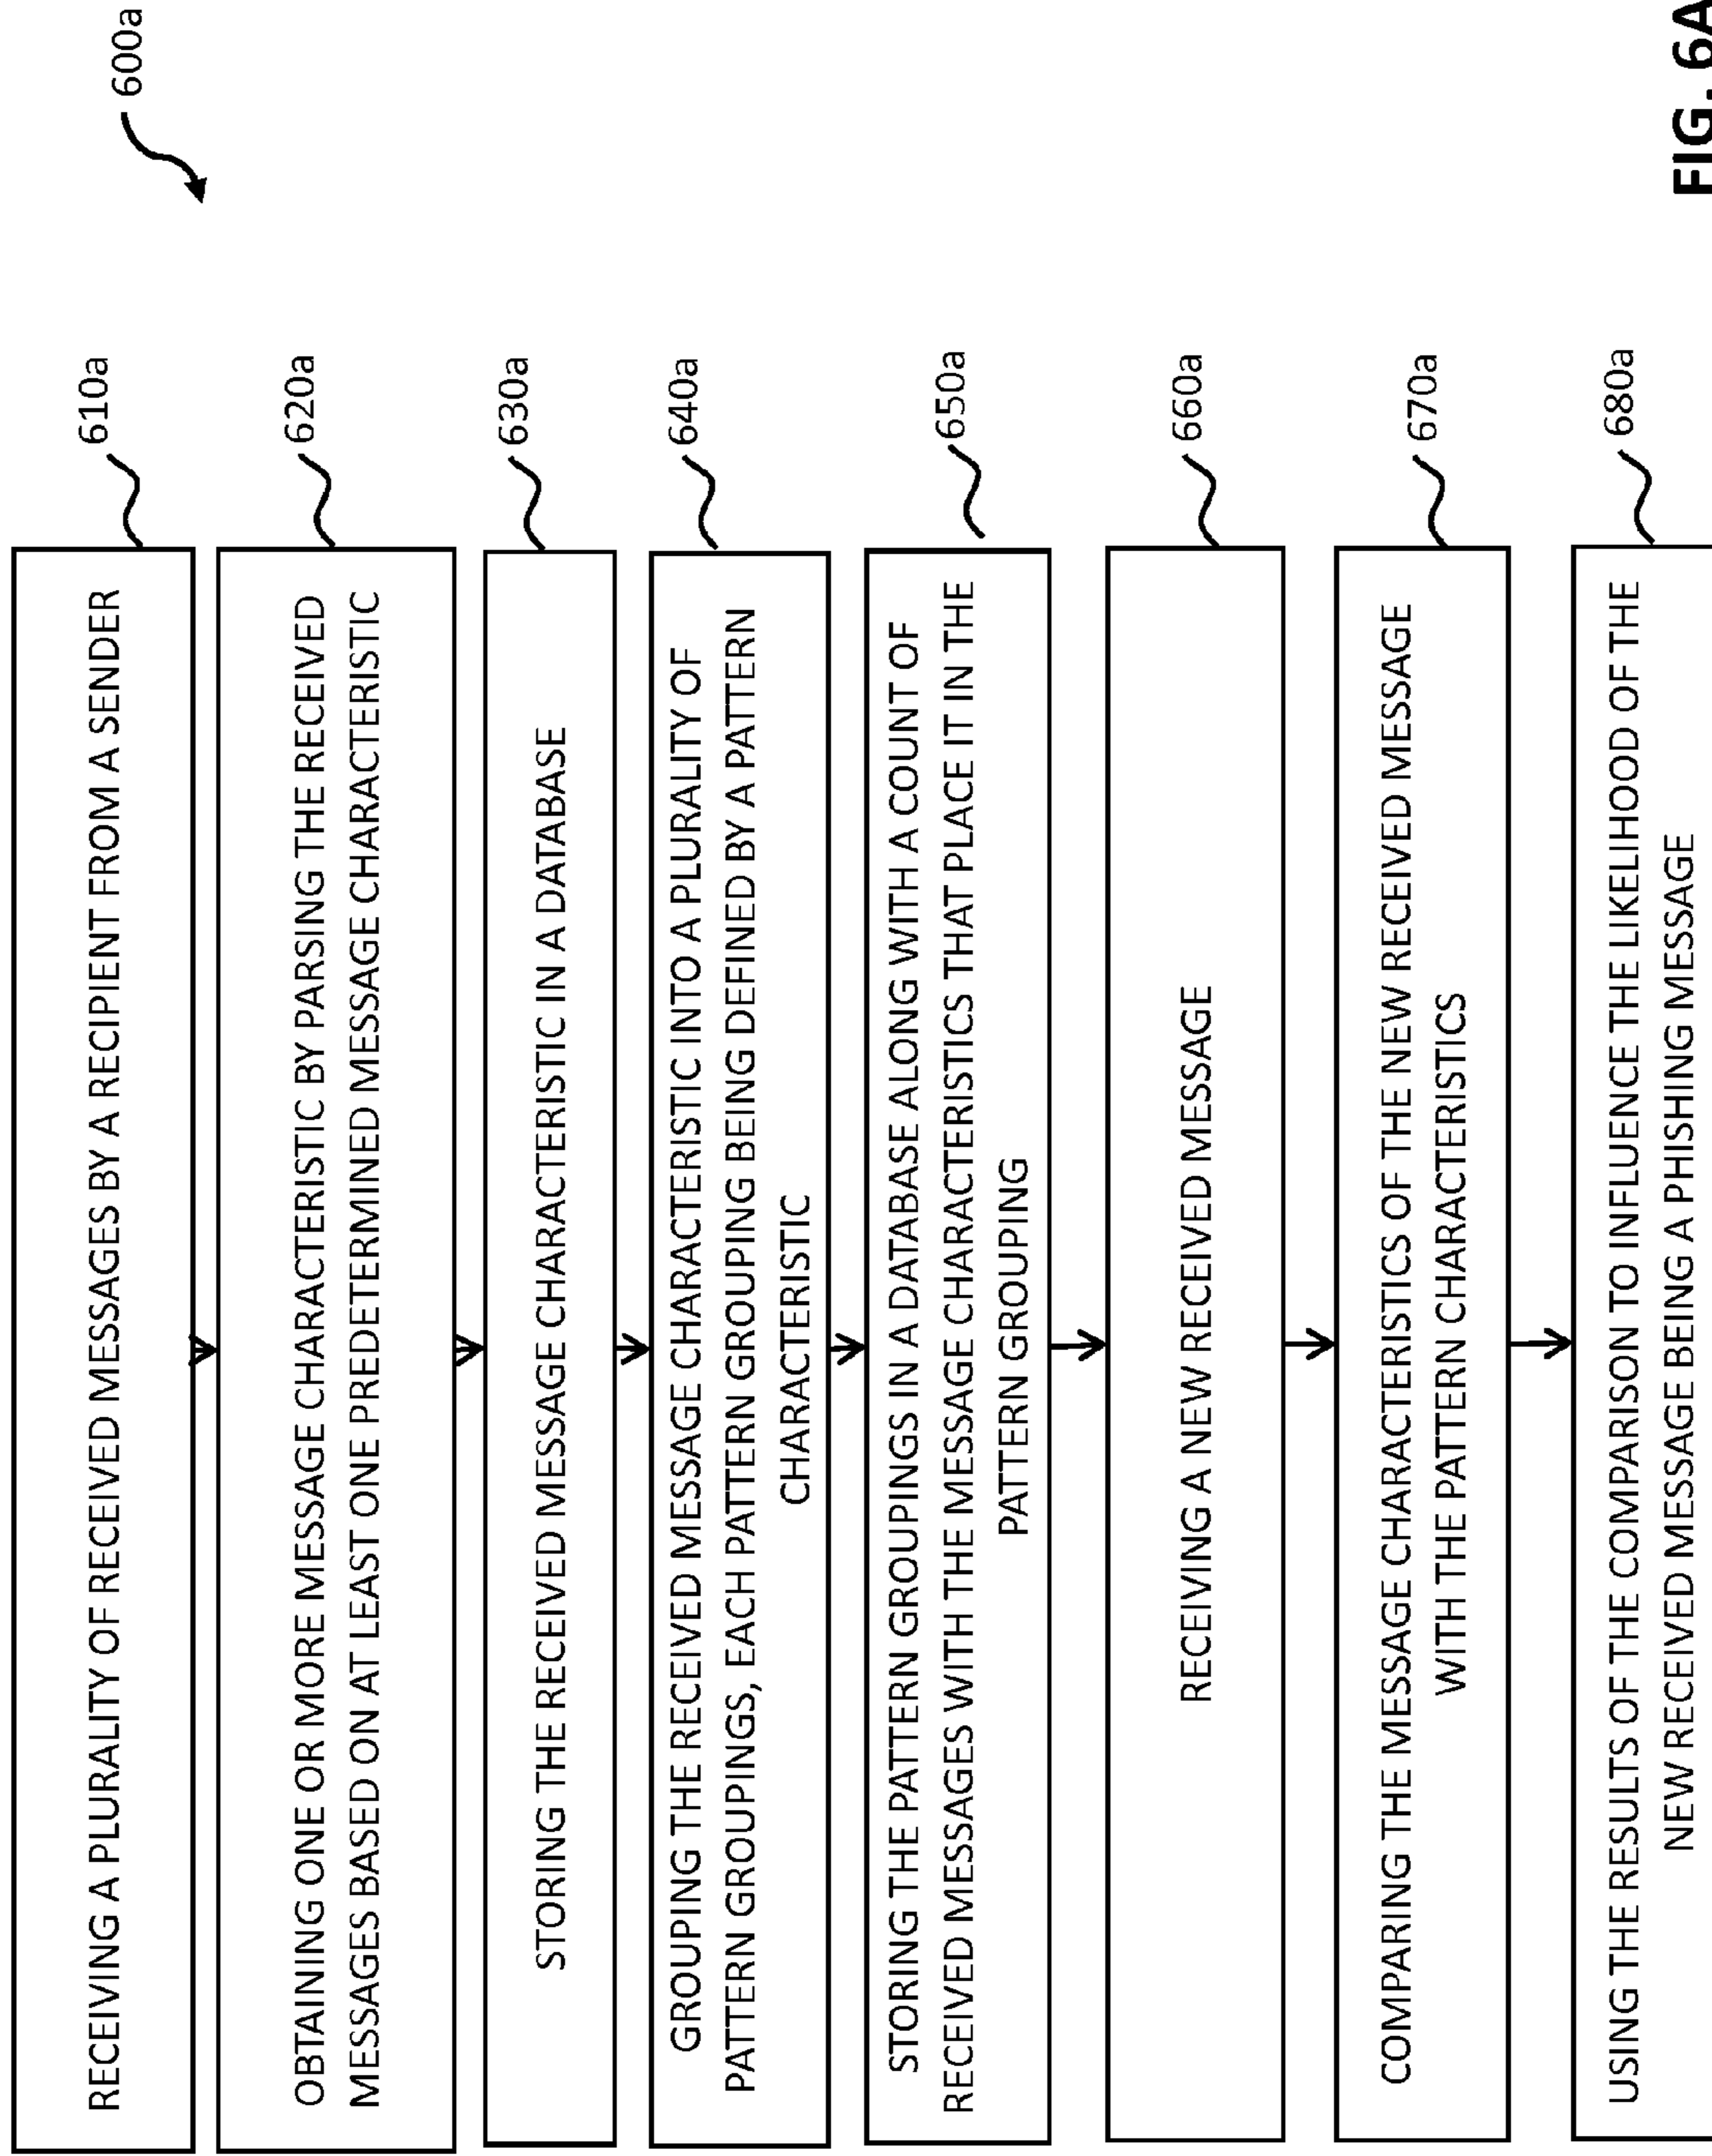 600a
RECEIVING A PLURALITY OF RECEIVED MESSAGES BY A RECIPIENT FROM A SENDER
610a
OBTAINING ONE OR MORE MESSAGE CHARACTERISTIC BY PARSING THE RECEIVED
MESSAGES BASED ON AT LEAST ONE PREDETERMINED MESSAGE CHARACTERISTIC
620a
STORING THE RECEIVED MESSAGE CHARACTERISTIC IN A DATABASE
630a
GROUPING THE RECEIVED MESSAGE CHARACTERISTIC INTO A PLURALITY OF
PATTERN GROUPINGS, EACH PATTERN GROUPING BEING DEFINED BY A PATTERN
CHARACTERISTIC
640a
STORING THE PATTERN GROUPINGS IN A DATABASE ALONG WITH A COUNT OF
RECEIVED MESSAGES WITH THE MESSAGE CHARACTERISTICS THAT PLACE IT IN THE
PATTERN GROUPING
650a
RECEIVING A NEW RECEIVED MESSAGE
660a
COMPARING THE MESSAGE CHARACTERISTICS OF THE NEW RECEIVED MESSAGE
WITH THE PATTERN CHARACTERISTICS
670a
USING THE RESULTS OF THE COMPARISON TO INFLUENCE THE LIKELIHOOD OF THE
NEW RECEIVED MESSAGE BEING A PHISHING MESSAGE
680a
FIG. 6A